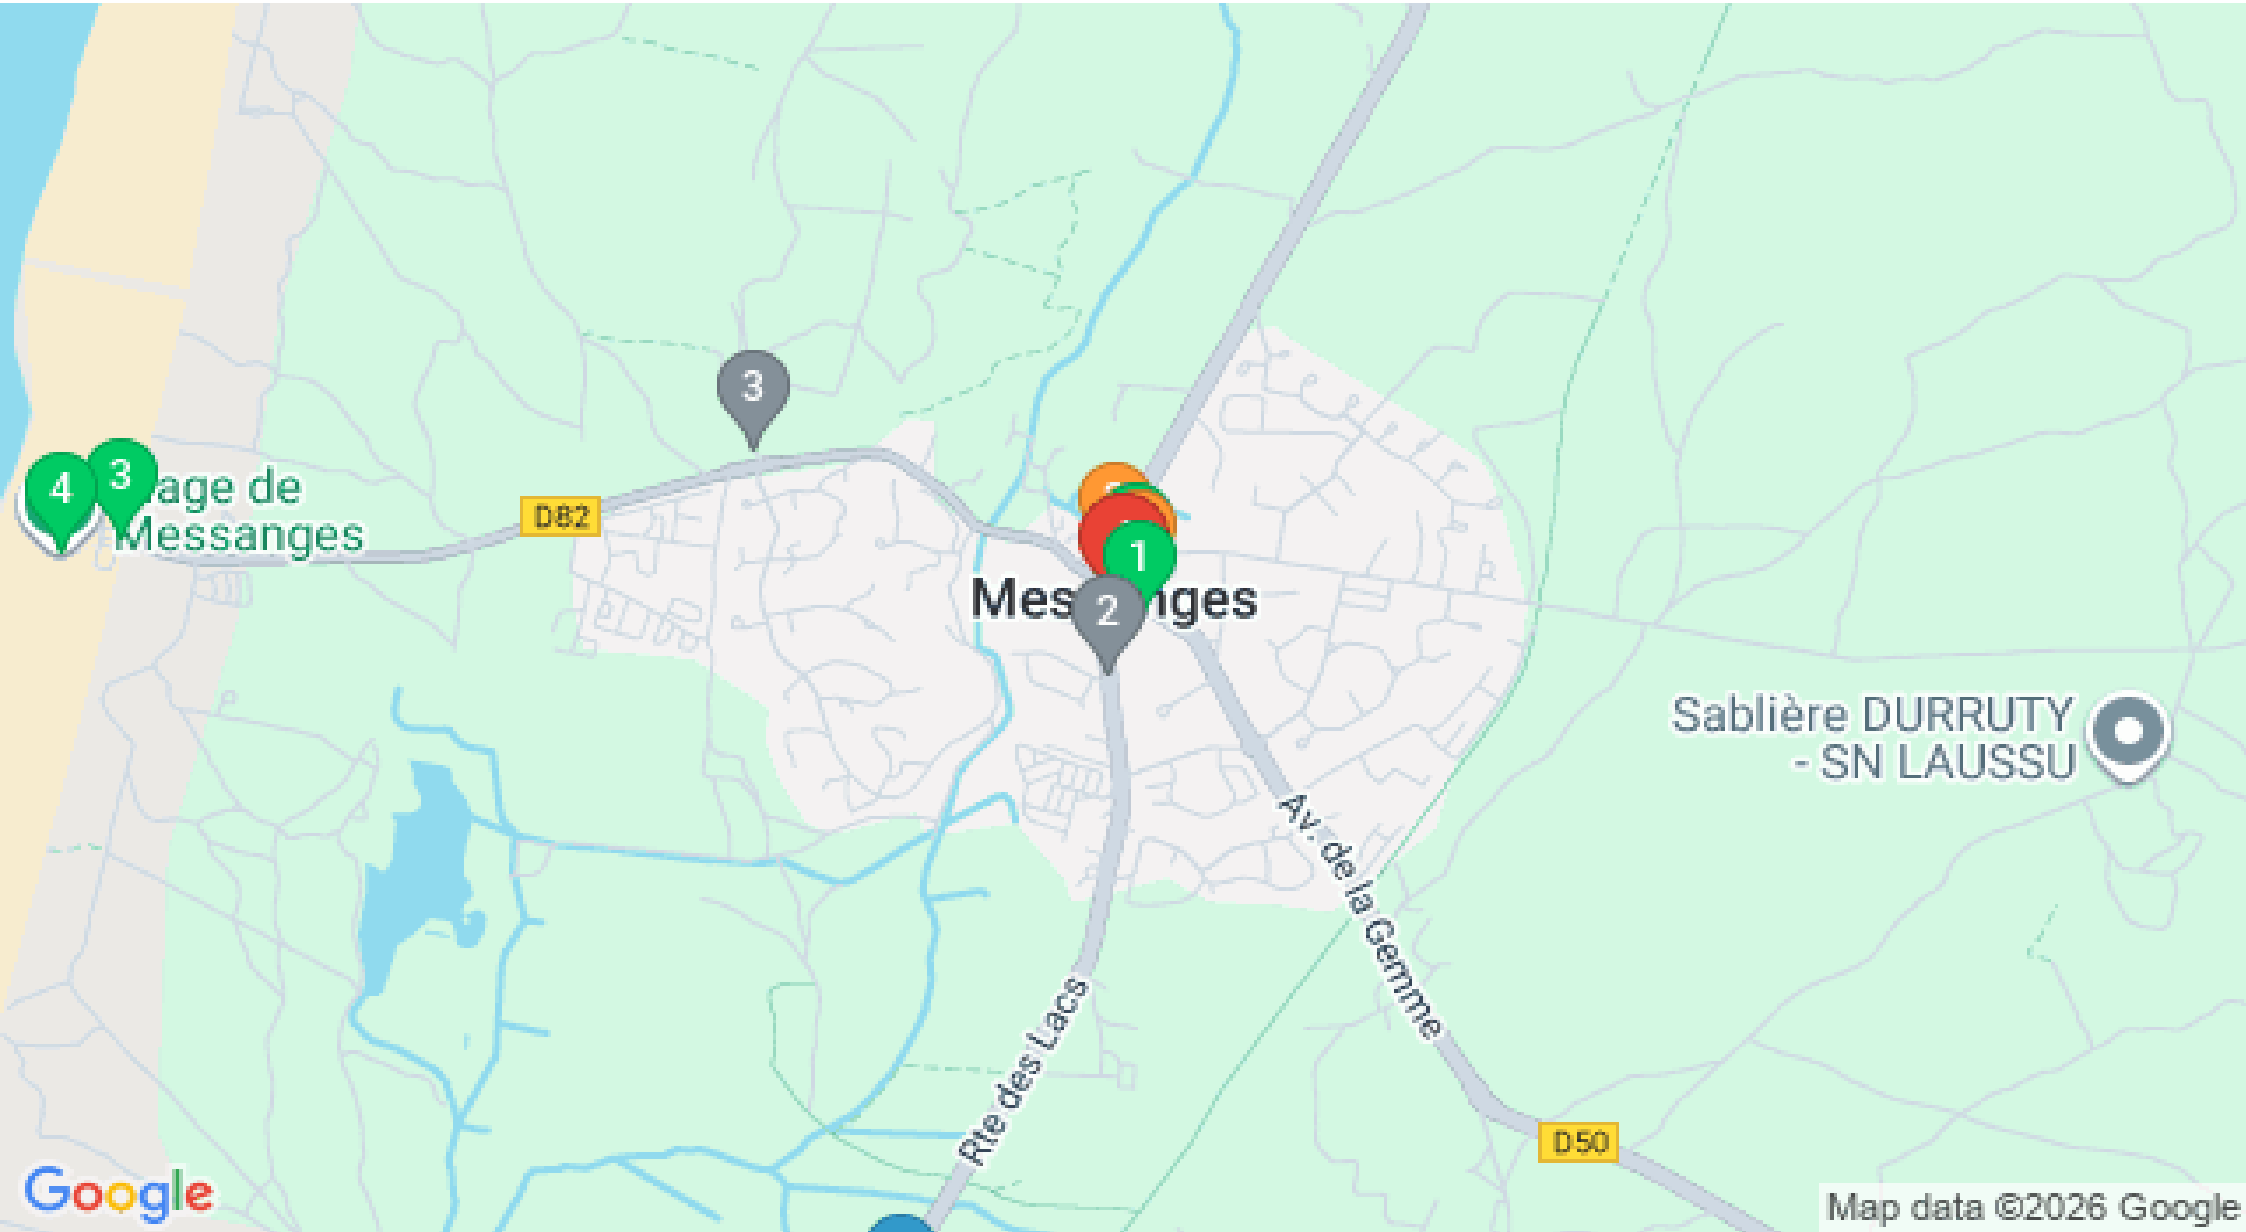 3
4
3
age de
Messanges
D82
1
2
Mes nges
Sablière DURRUTY
- SN LAUSSU
Av. de la Gemme
Rte des Lacs
D50
Google
Map data ©2026 Google